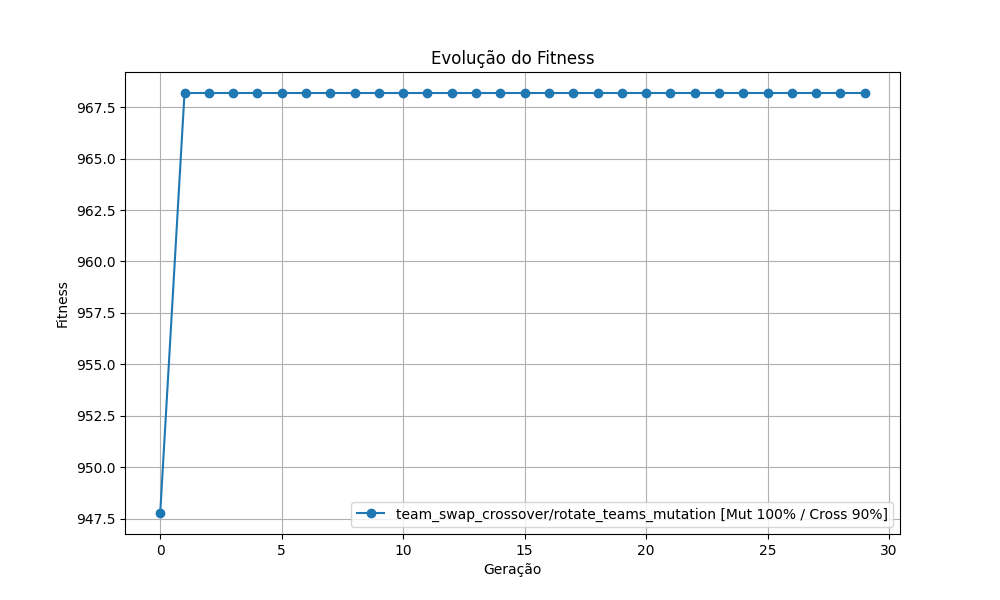 Evolução do Fitness
Fitness
967.5
965.0
962.5
960.0
957.5
955.0
952.5
950.0
947.5
team_swap_crossover/rotate_teams_mutation [Mut 100% / Cross 90%]
0 5 10 15 20 25 30
Geração